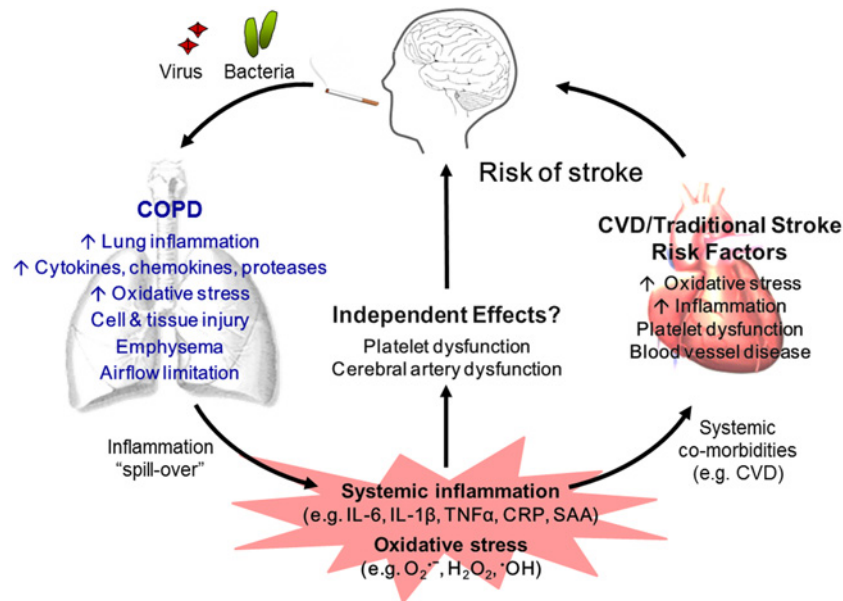 Virus Bacteria
Risk of stroke
COPD
↑ Lung inflammation
↑ Cytokines, chemokines, proteases
↑ Oxidative stress
Cell & tissue injury
Emphysema
Airflow limitation
CVD/Traditional Stroke
Risk Factors
↑ Oxidative stress
↑ Inflammation
Platelet dysfunction
Blood vessel disease
Independent Effects?
Platelet dysfunction
Cerebral artery dysfunction
Inflammation
“spill-over”
Systemic
co-morbidities
(e.g. CVD)
Systemic inflammation
(e.g. IL-6, IL-1β, TNFα, CRP, SAA)
Oxidative stress
(e.g. O₂·⁻, H₂O₂, ·OH)